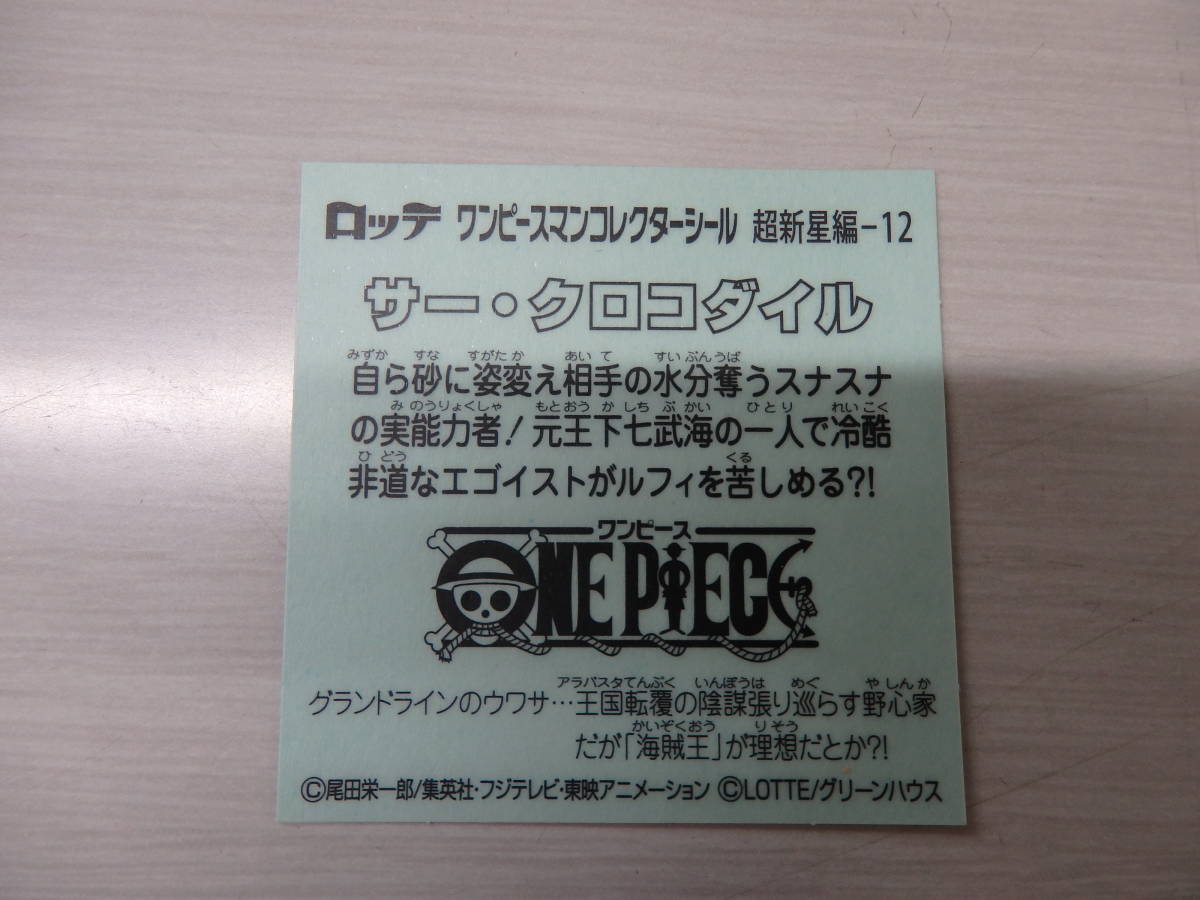 ロッテ ワンピースマンコレクターシール 超新星編-12
サー・クロコダイル
みずか すな すがたか あいて すいぶんうば
自ら砂に姿変え相手の水分奪うスナスナ
み のうりょくしゃ もとおうかしちぶかい ひとり れいこく
の実能力者! 元王下七武海の一人で冷酷
ひどう くる
非道なエゴイストがルフィを苦しめる?!
ワンピース
ONE PIECE
アラバスタてんぷく いんぼうは めぐ やしんか
グランドラインのウワサ…王国転覆の陰謀張り巡らす野心家
かいぞくおう りそう
だが「海賊王」が理想だとか?!
©尾田栄一郎/集英社・フジテレビ・東映アニメーション ©LOTTE/グリーンハウス